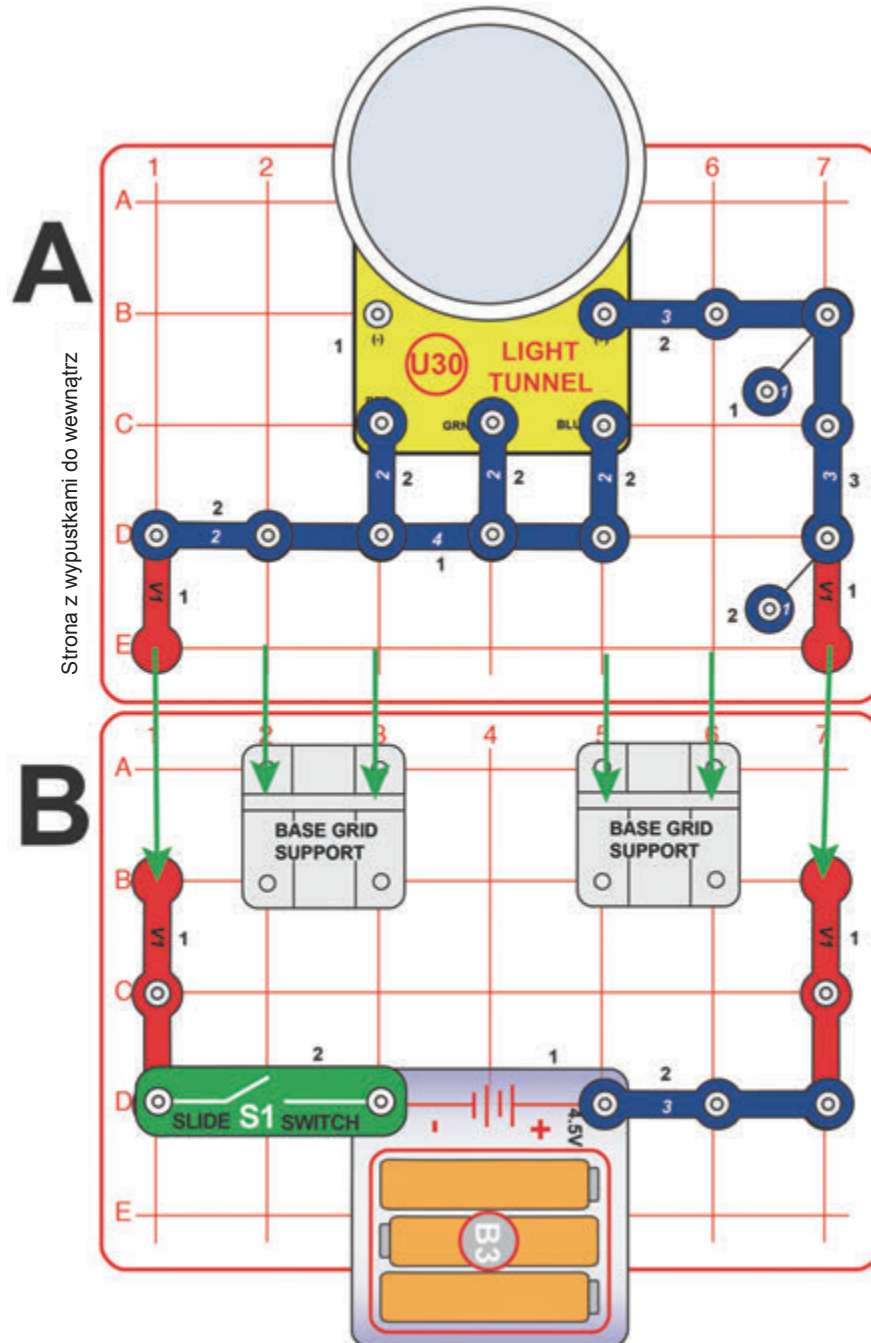 1 2 6 7
A
A
B
3
1 (-) (-) 2
U30 LIGHT
TUNNEL
1 1
Strona z wypustkami do wewnątrz
C
GRN BLU
2 2 2 2 2 2 3 3
2
D
2 4
1
V1 1 2 1 V1 1
E
1 2 3 4 5 6 7
A
B
BASE GRID
SUPPORT
BASE GRID
SUPPORT
B
V1 1 V1 1
C
2 1 2
D
SLIDE S1 SWITCH - + 4.5V 3
E
B3